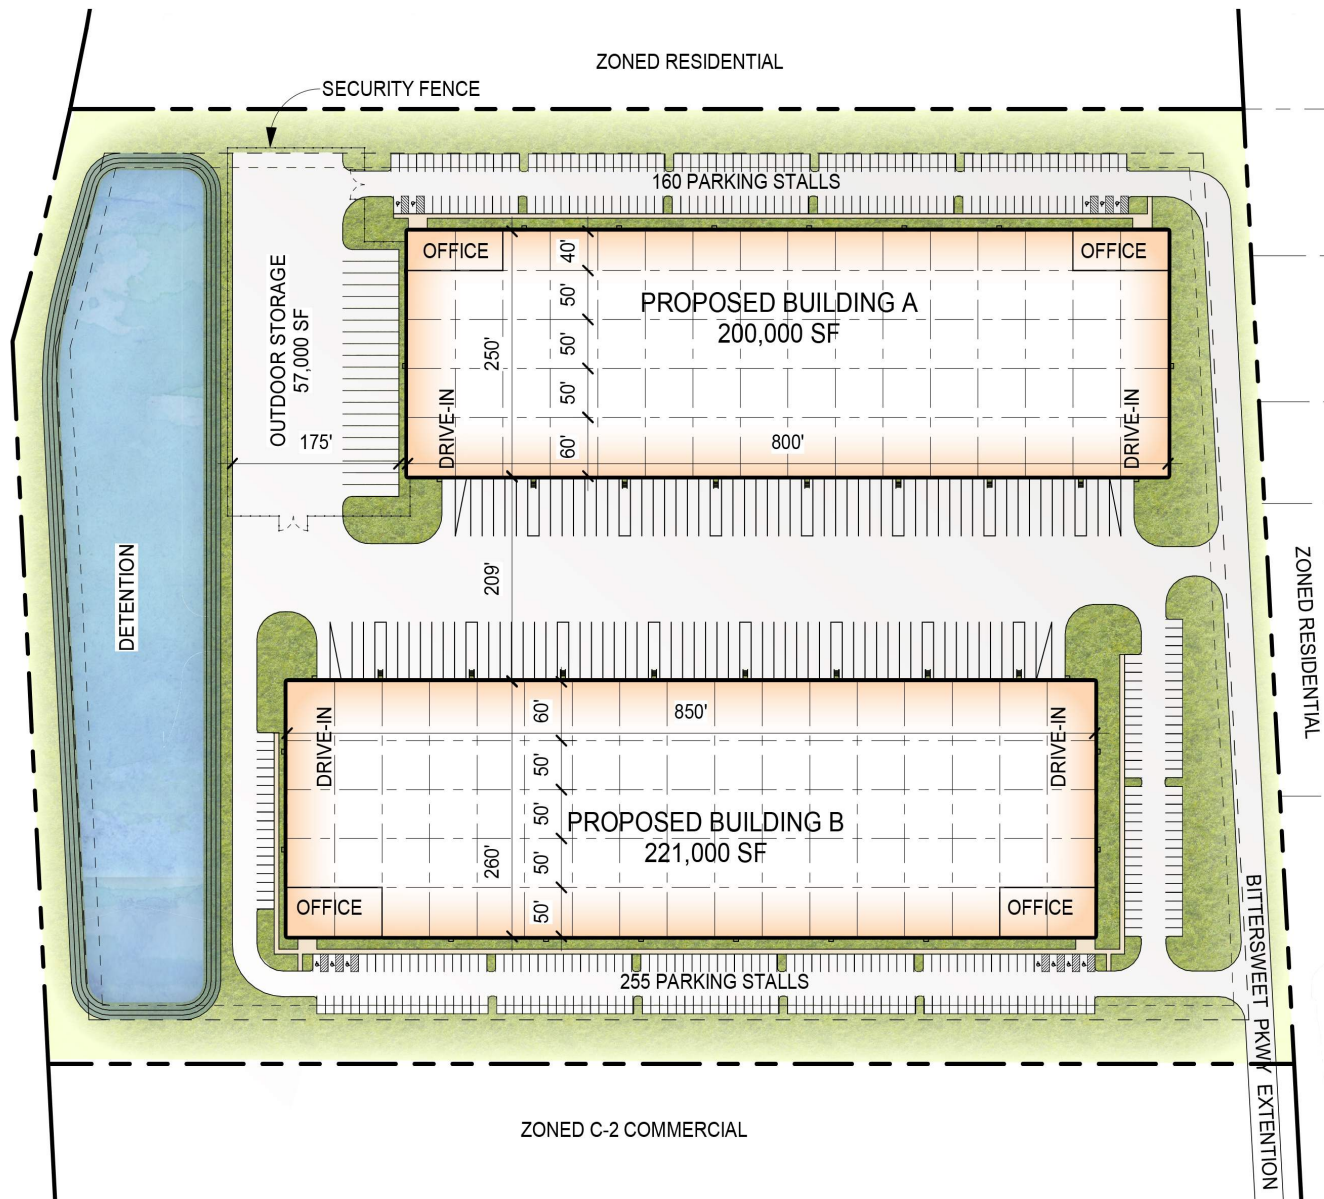 ZONED RESIDENTIAL
SECURITY FENCE
160 PARKING STALLS
OFFICE
OFFICE
40'
50'
50'
50'
60'
250'
PROPOSED BUILDING A
200,000 SF
OUTDOOR STORAGE
57,000 SF
175'
DRIVE-IN
800'
DRIVE-IN
DETENTION
209'
ZONED RESIDENTIAL
DRIVE-IN
60'
50'
50'
50'
50'
850'
DRIVE-IN
PROPOSED BUILDING B
221,000 SF
260'
OFFICE
OFFICE
255 PARKING STALLS
BITTERSWEET PKWY EXTENTION
ZONED C-2 COMMERCIAL